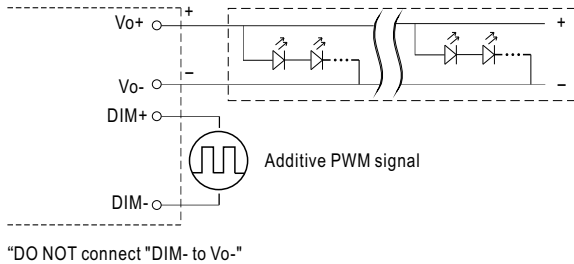 Vo+ + +
Vo- – –
DIM+
Additive PWM signal
DIM-
“DO NOT connect "DIM- to Vo-"